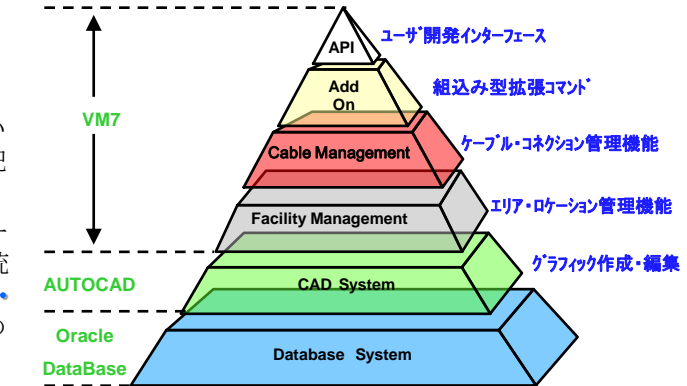 API
ﾕｰｻﾞ開発ｲﾝﾀｰﾌｪｰｽ
Add
On
組込み型拡張ｺﾏﾝﾄﾞ
VM7
い
Cable Management
ｹｰﾌﾞﾙ・ｺﾈｸｼｮﾝ管理機能
Facility Management
ｴﾘｱ・ﾛｹｰｼｮﾝ管理機能
ー
ｸﾞﾗﾌｨｯｸ作成・編集
AUTOCAD
CAD System
・
の
Oracle
DataBase
Database System